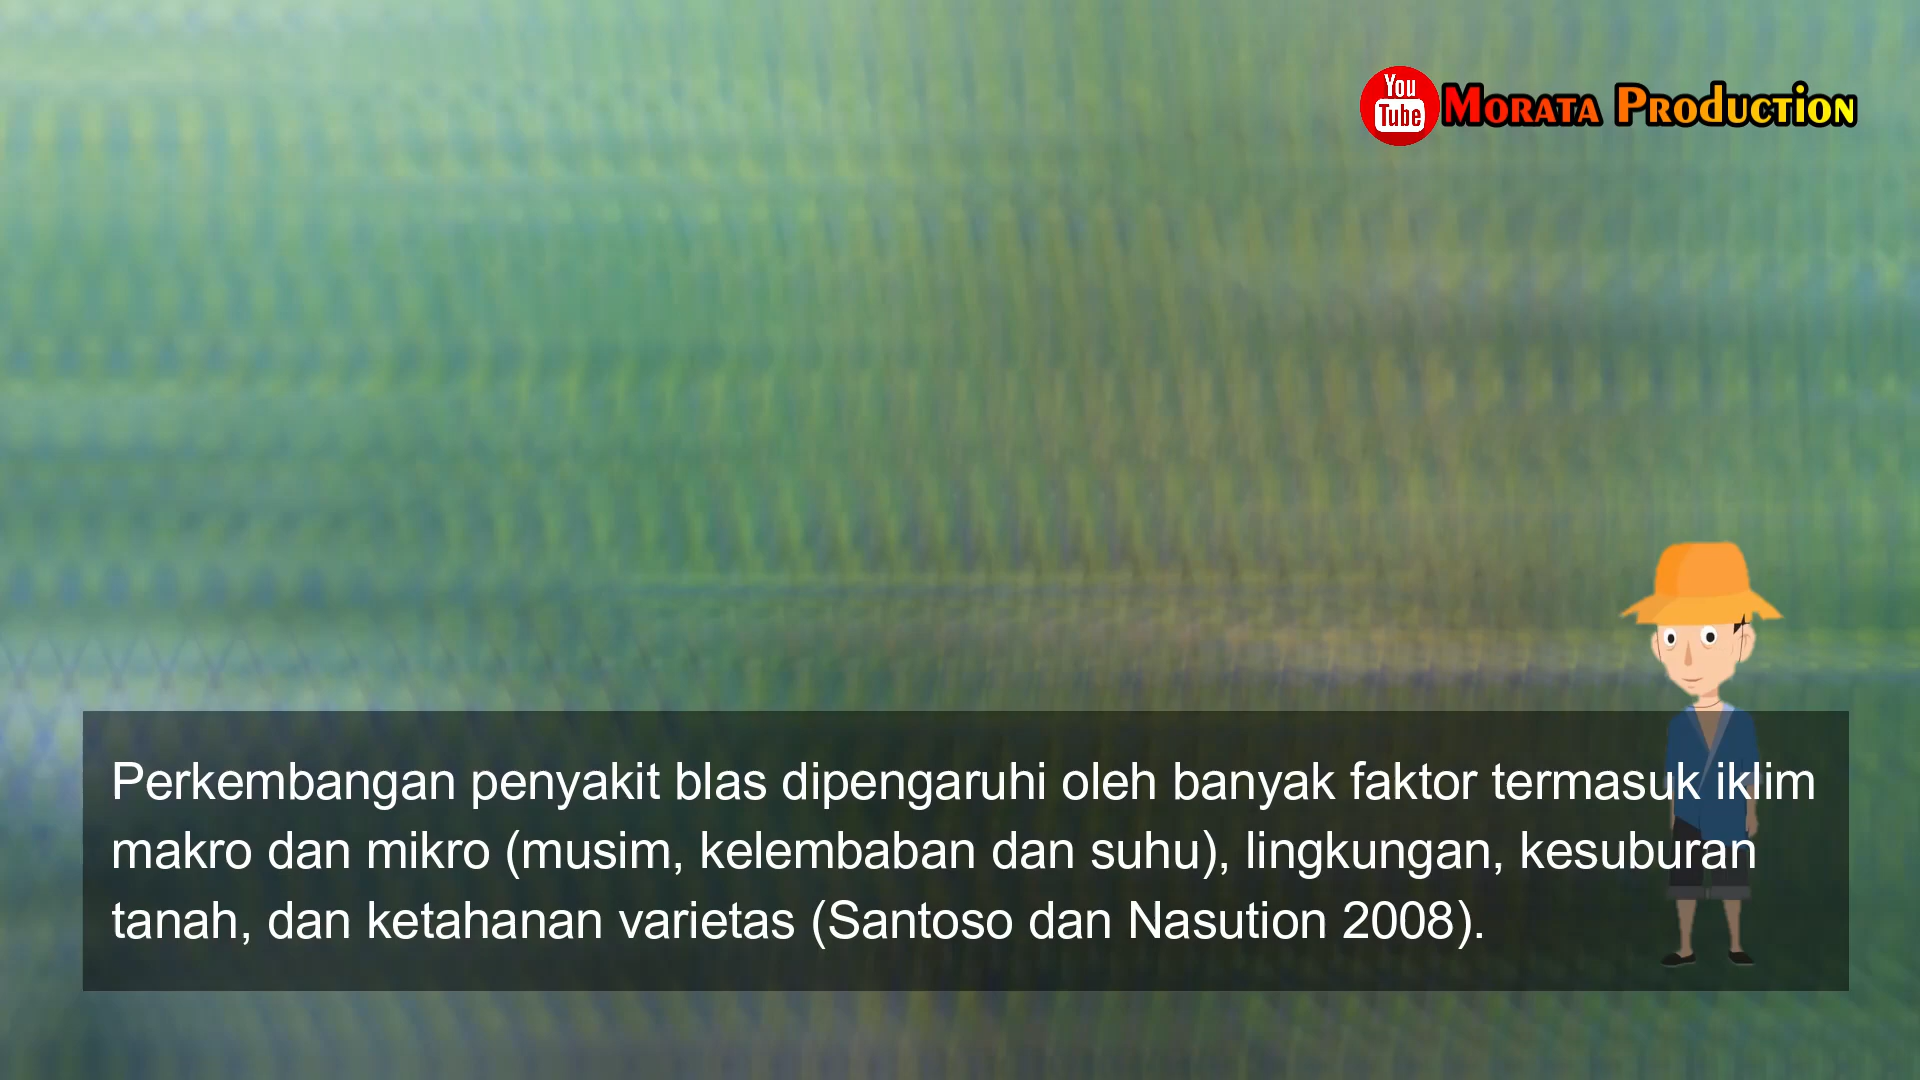 You
Tube
MORATA PRODUCTION
Perkembangan penyakit blas dipengaruhi oleh banyak faktor termasuk iklim
makro dan mikro (musim, kelembaban dan suhu), lingkungan, kesuburan
tanah, dan ketahanan varietas (Santoso dan Nasution 2008).